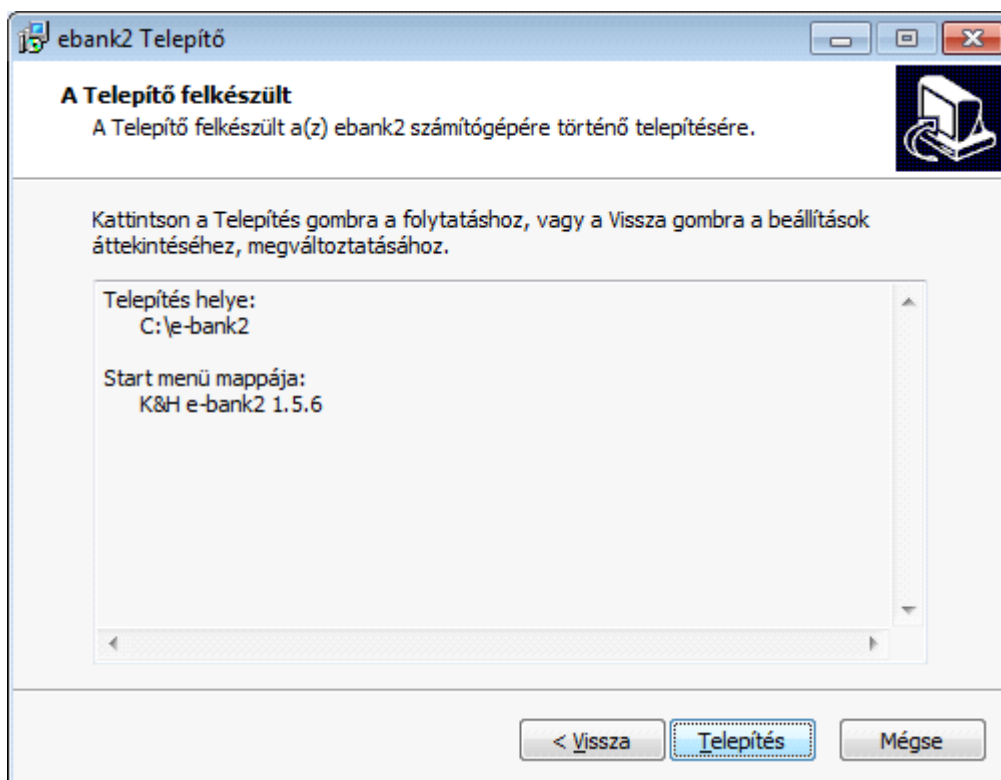 ebank2 Telepítő
A Telepítő felkészült
A Telepítő felkészült a(z) ebank2 számítógépére történő telepítésére.
Kattintson a Telepítés gombra a folytatáshoz, vagy a Vissza gombra a beállítások
áttekintéséhez, megváltoztatásához.
Telepítés helye:
C:\e-bank2
Start menü mappája:
K&H e-bank2 1.5.6
< Vissza
Telepítés
Mégse